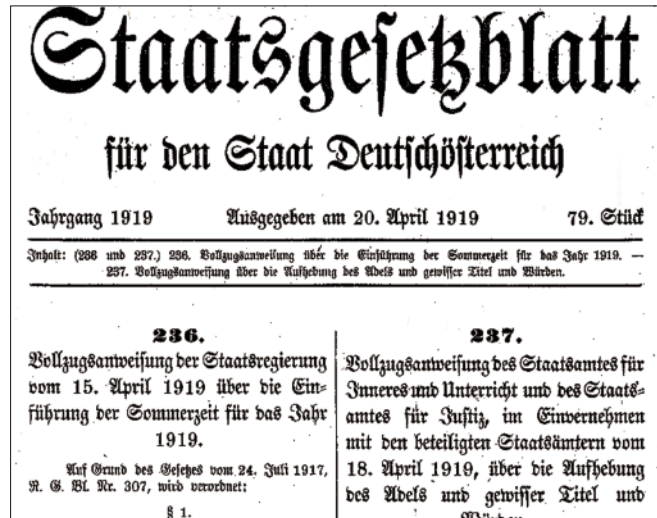 Staatsgesetzblatt
für den Staat Deutschösterreich
Jahrgang 1919 Ausgegeben am 20. April 1919 79. Stück
Inhalt: (236 und 237.) 236. Vollzugsanweisung über die Einführung der Sommerzeit für das Jahr 1919. —
237. Vollzugsanweisung über die Aufhebung des Adels und gewisser Titel und Würden.
236.
Vollzugsanweisung der Staatsregierung
vom 15. April 1919 über die Ein-
führung der Sommerzeit für das Jahr
1919.
Auf Grund des Gesetzes vom 24. Juli 1917,
R. G. Bl. Nr. 307, wird verordnet:
§ 1.
237.
Vollzugsanweisung des Staatsamtes für
Inneres und Unterricht und des Staats-
amtes für Justiz, im Einvernehmen
mit den beteiligten Staatsämtern vom
18. April 1919, über die Aufhebung
des Adels und gewisser Titel und
Würden.